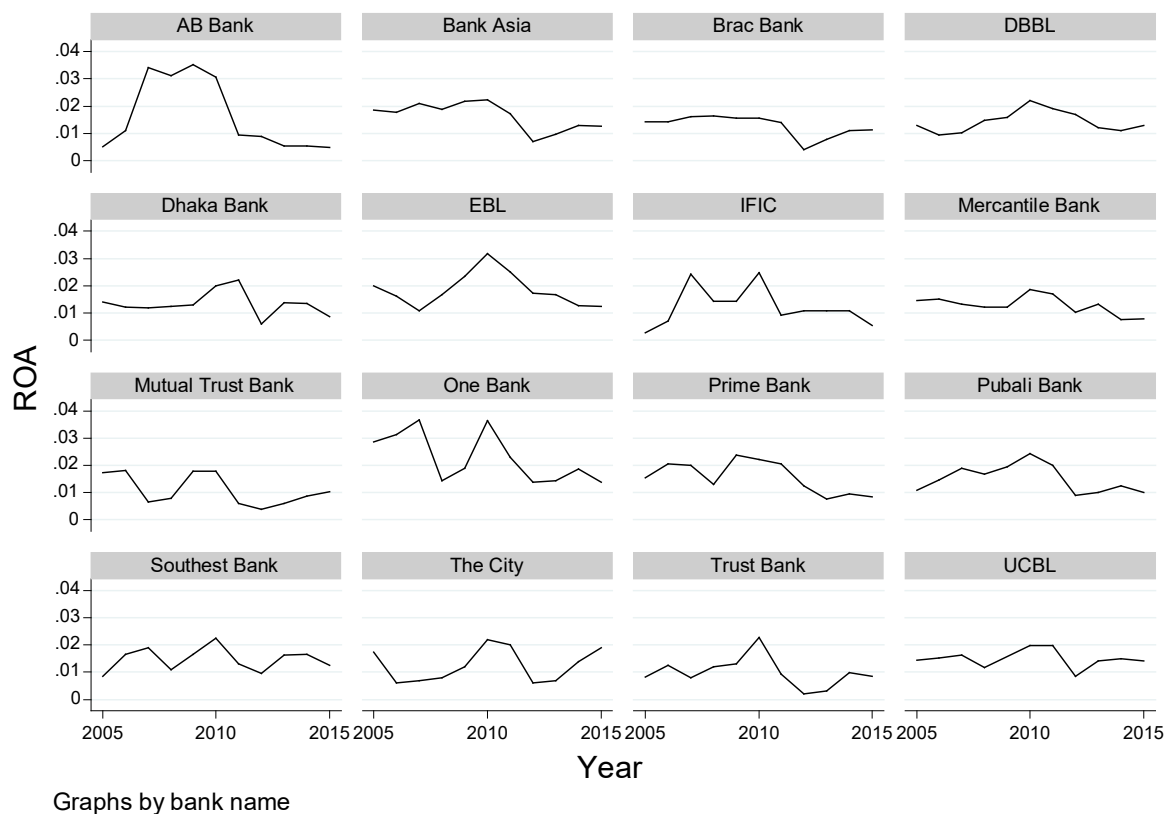 AB Bank Bank Asia Brac Bank DBBL
.04
.03
.02
.01
0
Dhaka Bank EBL IFIC Mercantile Bank
.04
.03
.02
.01
0
Mutual Trust Bank One Bank Prime Bank Pubali Bank
.04
.03
.02
.01
0
Southest Bank The City Trust Bank UCBL
.04
.03
.02
.01
0
2005 2010 2015 2005 2010 2015 2005 2010 2015 2005 2010 2015
ROA
Year
Graphs by bank name